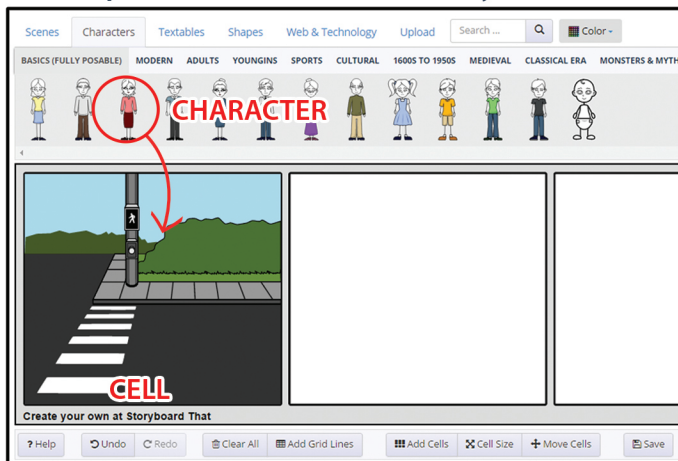 Scenes Characters Textables Shapes Web & Technology Upload Search ... Color
BASICS (FULLY POSABLE) MODERN ADULTS YOUNGINS SPORTS CULTURAL 1600S TO 1950S MEDIEVAL CLASSICAL ERA MONSTERS & MYTH
CHARACTER
CELL
Create your own at Storyboard That
? Help Undo Redo Clear All Add Grid Lines Add Cells Cell Size Move Cells Save